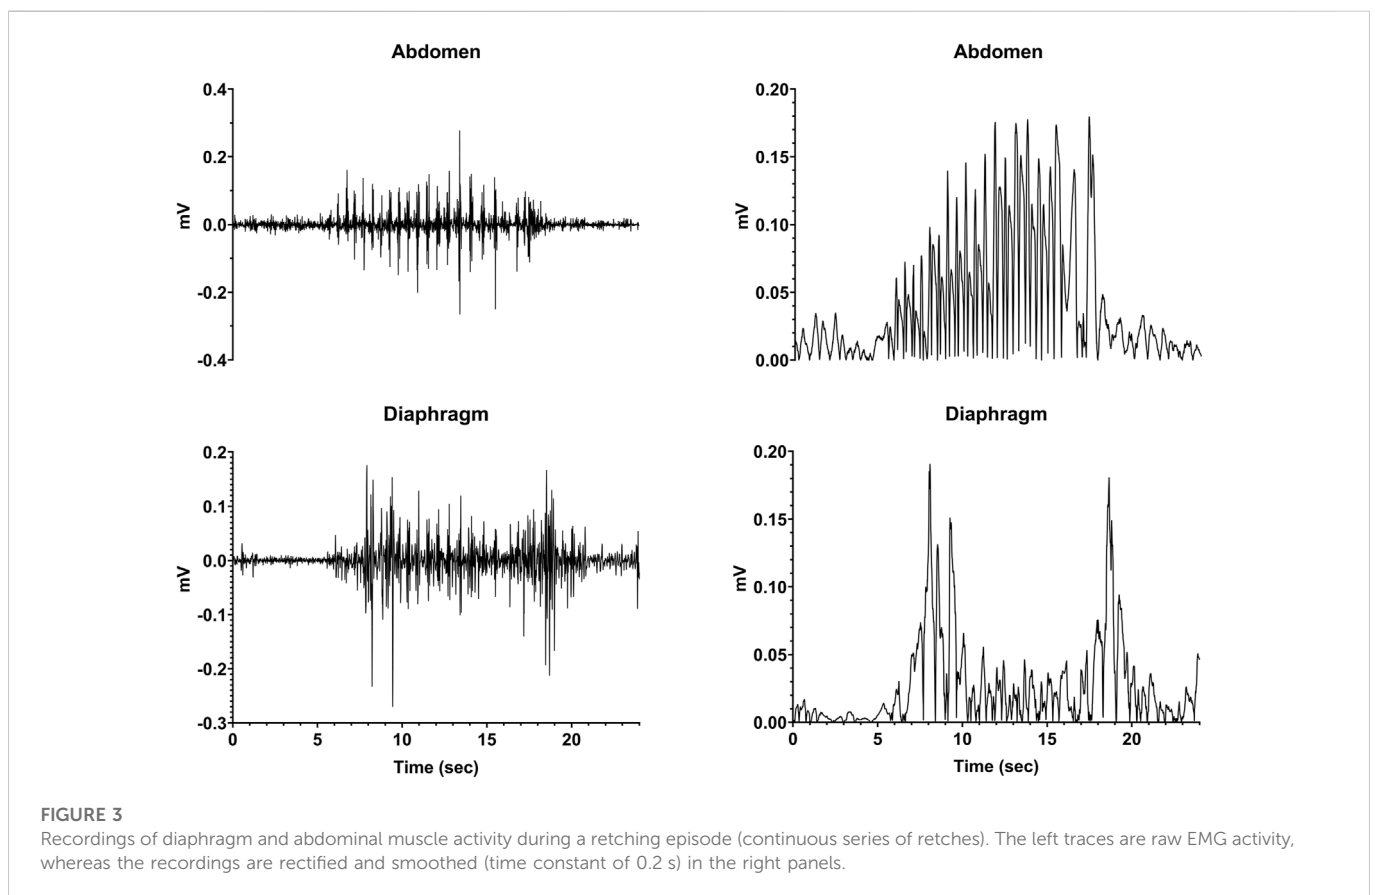 Abdomen
0.4
0.2
0.0
-0.2
-0.4
mV
Abdomen
0.20
0.15
0.10
0.05
0.00
mV
Diaphragm
0.2
0.1
0.0
-0.1
-0.2
-0.3
mV
0 5 10 15 20
Time (sec)
Diaphragm
0.20
0.15
0.10
0.05
0.00
mV
0 5 10 15 20
Time (sec)
FIGURE 3
Recordings of diaphragm and abdominal muscle activity during a retching episode (continuous series of retches). The left traces are raw EMG activity,
whereas the recordings are rectified and smoothed (time constant of 0.2 s) in the right panels.